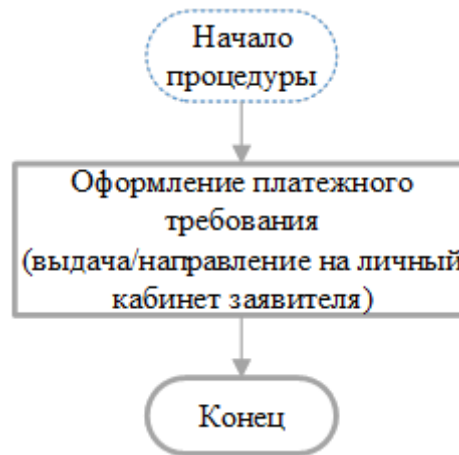 Начало
процедуры
Оформление платежного
требования
(выдача/направление на личный
кабинет заявителя)
Конец